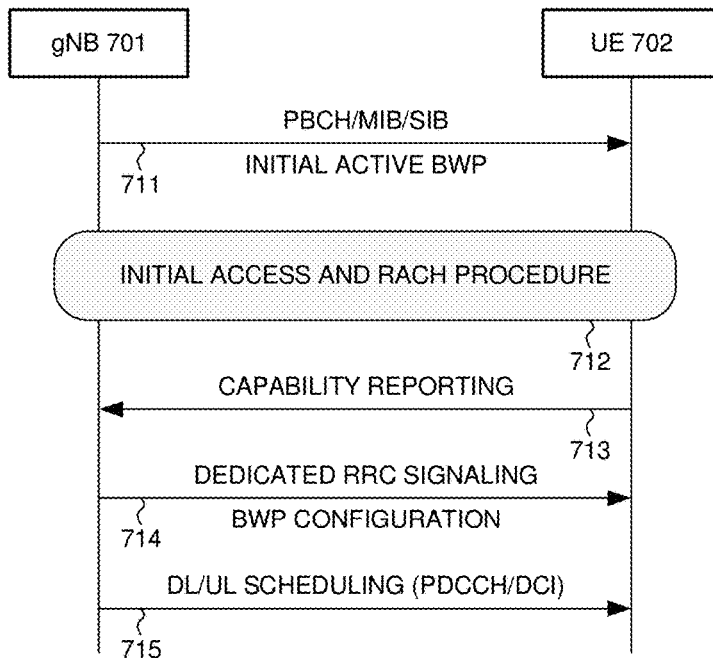 gNB 701
UE 702
PBCH/MIB/SIB
INITIAL ACTIVE BWP
711
INITIAL ACCESS AND RACH PROCEDURE
712
CAPABILITY REPORTING
713
DEDICATED RRC SIGNALING
BWP CONFIGURATION
714
DL/UL SCHEDULING (PDCCH/DCI)
715